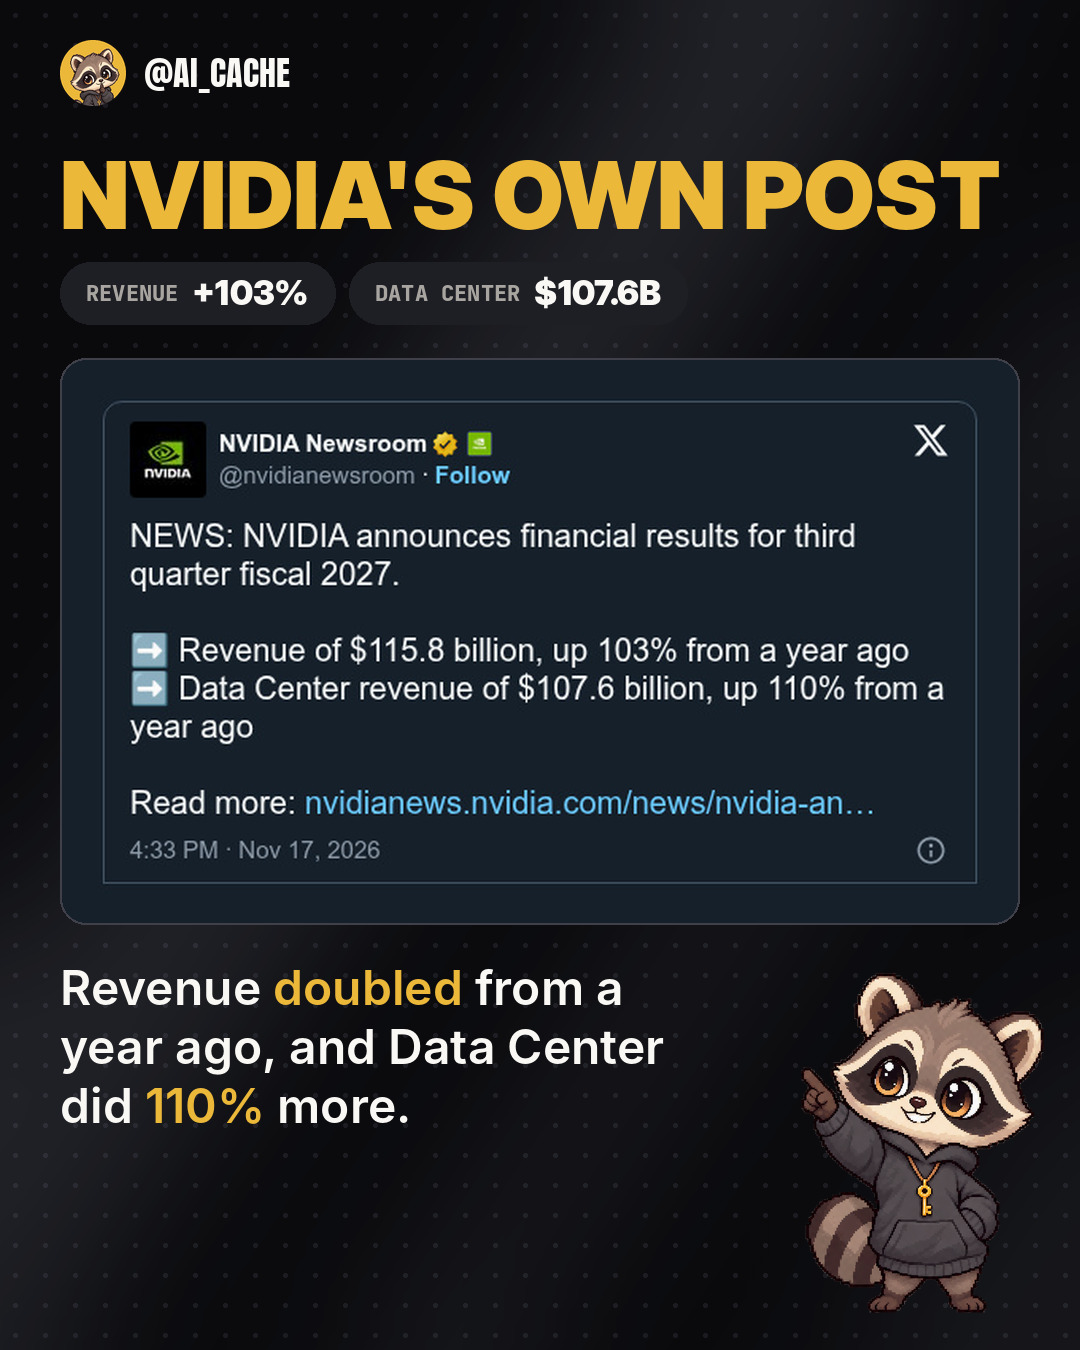 @AI_CACHE
NVIDIA'S OWN POST
REVENUE +103% DATA CENTER $107.6B
NVIDIA
NVIDIA Newsroom
@nvidianewsroom · Follow
NEWS: NVIDIA announces financial results for third
quarter fiscal 2027.
➡️ Revenue of $115.8 billion, up 103% from a year ago
➡️ Data Center revenue of $107.6 billion, up 110% from a
year ago
Read more: nvidianews.nvidia.com/news/nvidia-an…
4:33 PM · Nov 17, 2026
Revenue doubled from a
year ago, and Data Center
did 110% more.